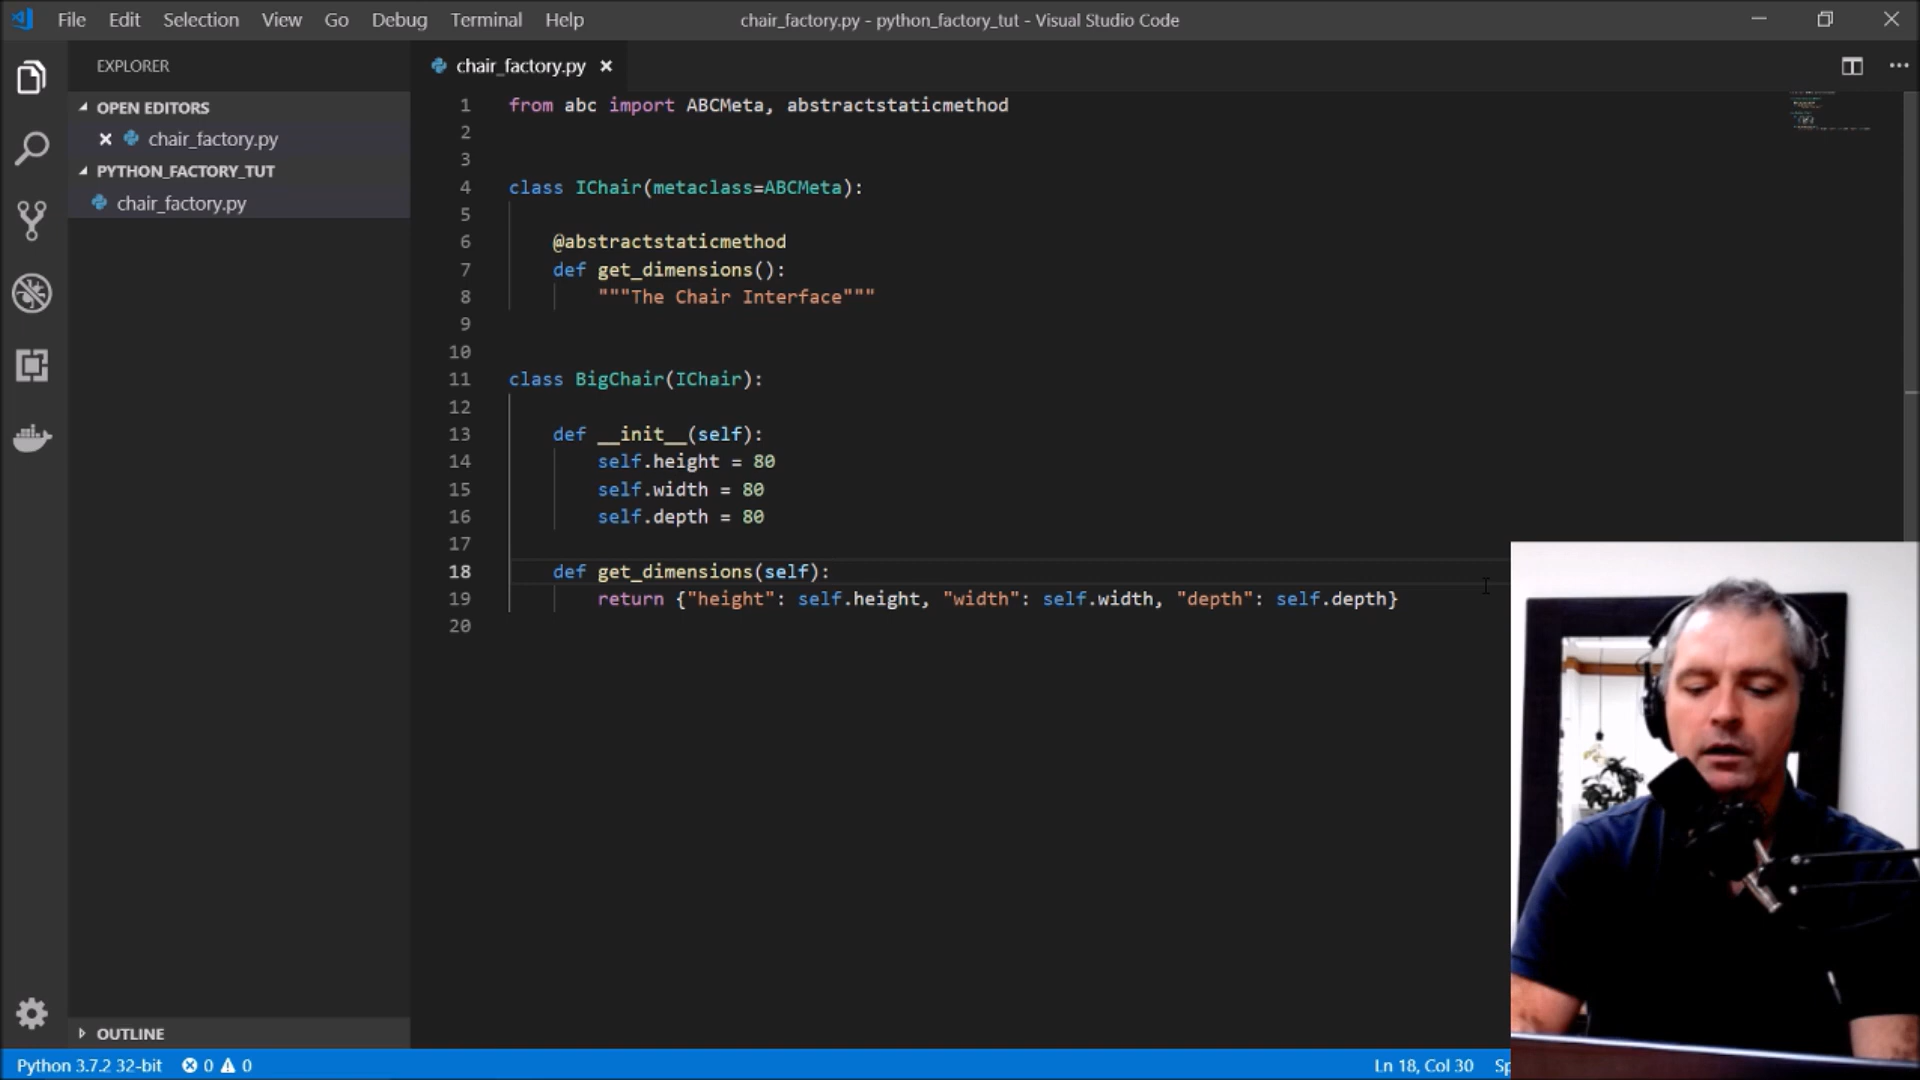 File Edit Selection View Go Debug Terminal Help chair_factory.py - python_factory_tut - Visual Studio Code
EXPLORER
OPEN EDITORS
chair_factory.py
PYTHON_FACTORY_TUT
chair_factory.py
OUTLINE
chair_factory.py
1 from abc import ABCMeta, abstractstaticmethod
2
3
4 class IChair(metaclass=ABCMeta):
5
6 @abstractstaticmethod
7 def get_dimensions():
8 """The Chair Interface"""
9
10
11 class BigChair(IChair):
12
13 def __init__(self):
14 self.height = 80
15 self.width = 80
16 self.depth = 80
17
18 def get_dimensions(self):
19 return {"height": self.height, "width": self.width, "depth": self.depth}
20
Python 3.7.2 32-bit 0 0 Ln 18, Col 30